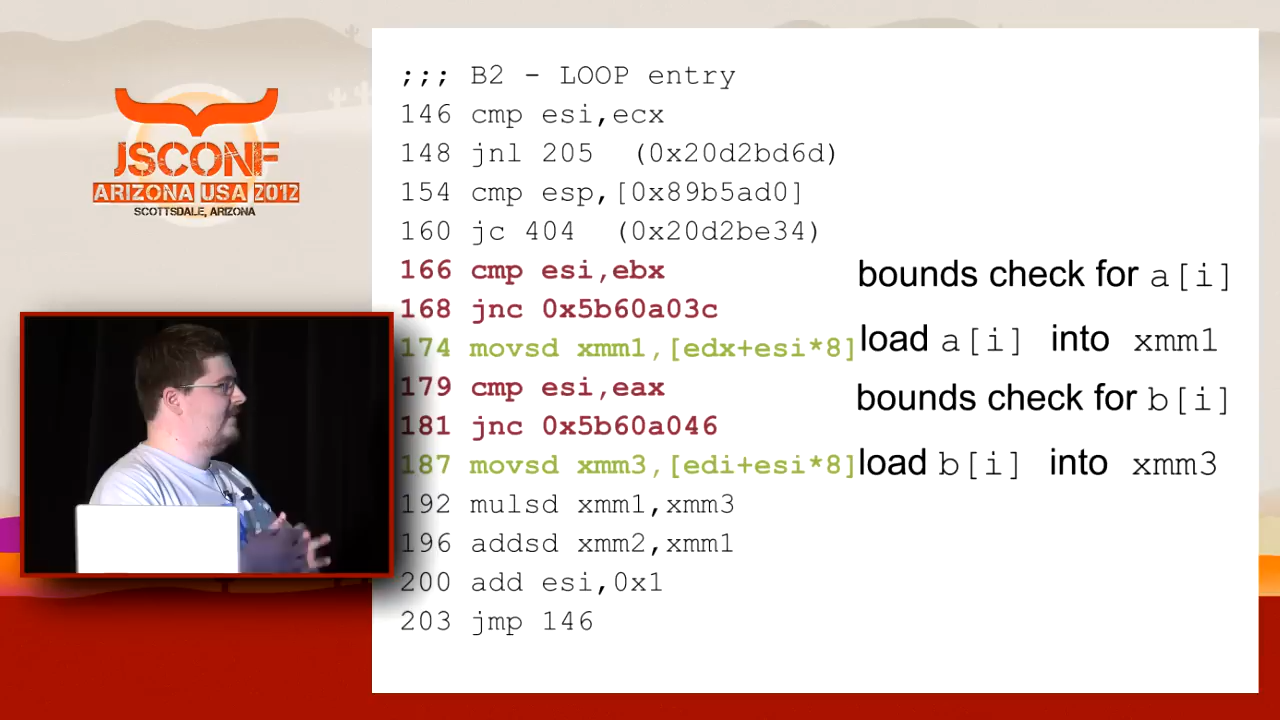 JSCONF
ARIZONA USA 2012
SCOTTSDALE, ARIZONA
;;; B2 - LOOP entry
146 cmp esi,ecx
148 jnl 205 (0x20d2bd6d)
154 cmp esp,[0x89b5ad0]
160 jc 404 (0x20d2be34)
166 cmp esi,ebx
bounds check for a[i]
168 jnc 0x5b60a03c
174 movsd xmm1,[edx+esi*8]
load a[i] into xmm1
179 cmp esi,eax
bounds check for b[i]
181 jnc 0x5b60a046
187 movsd xmm3,[edi+esi*8]
load b[i] into xmm3
192 mulsd xmm1,xmm3
196 addsd xmm2,xmm1
200 add esi,0x1
203 jmp 146